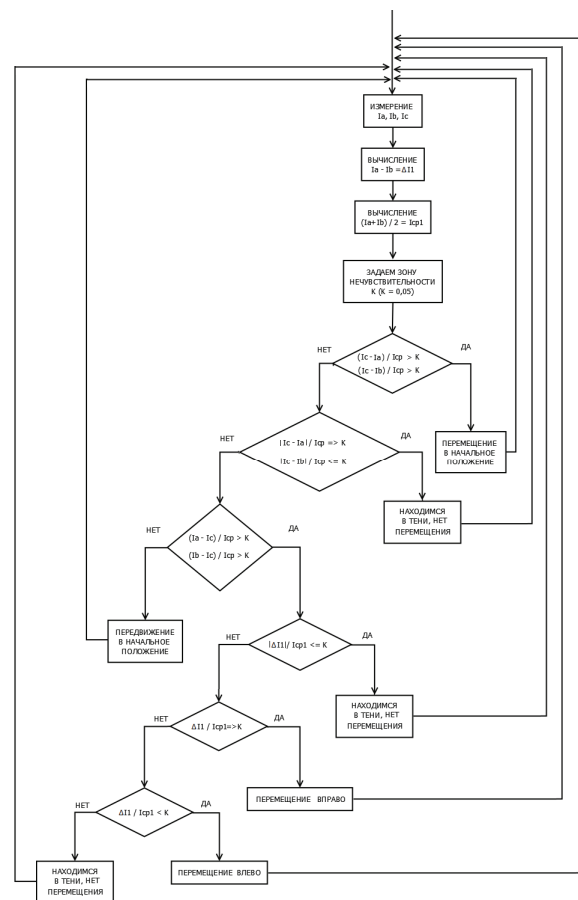 ИЗМЕРЕНИЕ
Ia, Ib, Ic
ВЫЧИСЛЕНИЕ
Ia - Ib =ΔI1
ВЫЧИСЛЕНИЕ
(Ia+Ib) / 2 = Icp1
ЗАДАЕМ ЗОНУ
НЕЧУВСТВИТЕЛЬНОСТИ
K (K = 0,05)
НЕТ
ДА
(Ic - Ia) / Icp > K
(Ic - Ib) / Icp > K
ПЕРЕМЕЩЕНИЕ
В НАЧАЛЬНОЕ
ПОЛОЖЕНИЕ
НЕТ
ДА
|Ic - Ia| / Icp => K
|Ic - Ib| / Icp <= K
НАХОДИМСЯ
В ТЕНИ, НЕТ
ПЕРЕМЕЩЕНИЯ
НЕТ
ДА
(Ia - Ic) / Icp > K
(Ib - Ic) / Icp > K
ПЕРЕДВИЖЕНИЕ
В НАЧАЛЬНОЕ
ПОЛОЖЕНИЕ
НЕТ
ДА
|ΔI1| / Icp1 <= K
НАХОДИМСЯ
В ТЕНИ, НЕТ
ПЕРЕМЕЩЕНИЯ
НЕТ
ДА
ΔI1 / Icp1=>K
ПЕРЕМЕЩЕНИЕ ВПРАВО
НЕТ
ДА
ΔI1 / Icp1 < K
НАХОДИМСЯ
В ТЕНИ, НЕТ
ПЕРЕМЕЩЕНИЯ
ПЕРЕМЕЩЕНИЕ ВЛЕВО